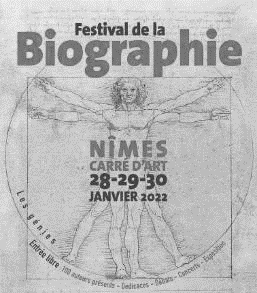 Festival de la
Biographie
NÎMES
CARRÉ D'ART
28-29-30
JANVIER 2022
Les génies
Entrée libre 100 auteurs présents - Dédicaces - Débats - Concerts - Exposition